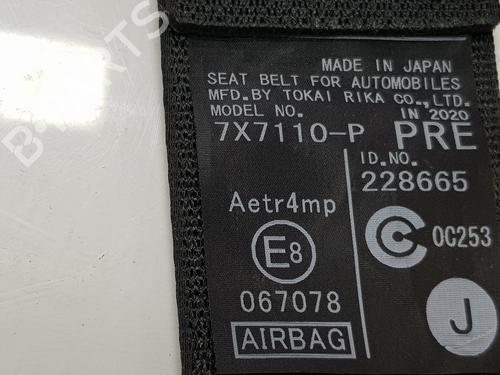 MADE IN JAPAN
SEAT BELT FOR AUTOMOBILES
MFD.BY TOKAI RIKA CO.,LTD.
MODEL NO. IN 2020
7X7110-P PRE
ID.NO.
228665
Aetr4mp
E8
C 0C253
067078
J
AIRBAG